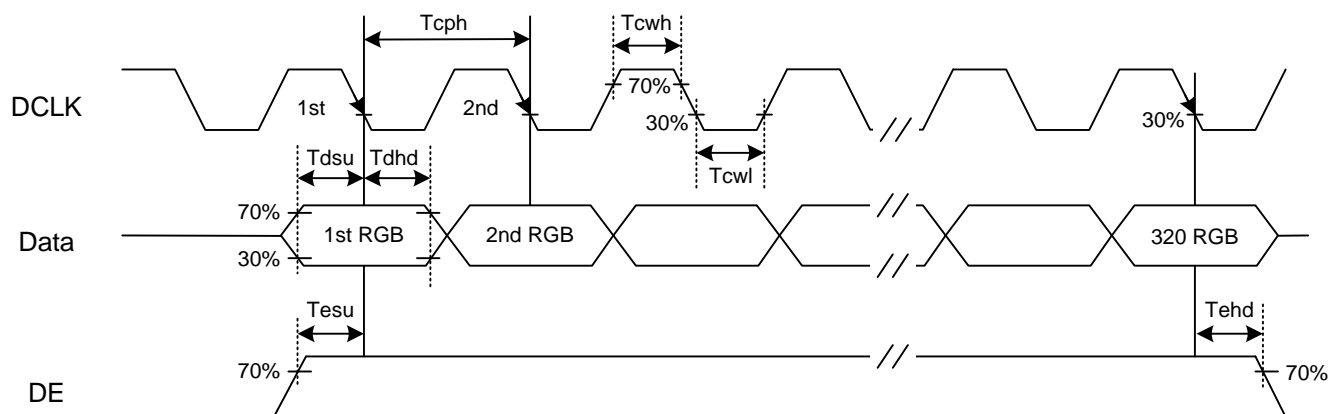 Tcph
Tcwh
DCLK
1st
2nd
70%
30%
30%
Tcwl
Tdsu
Tdhd
70%
Data
1st RGB
2nd RGB
320 RGB
30%
Tesu
Tehd
70%
70%
DE